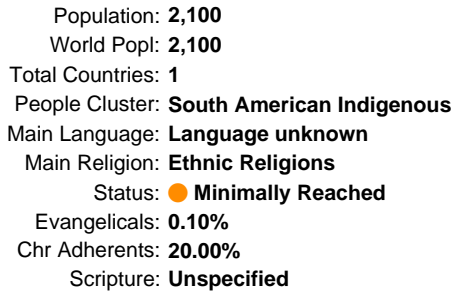 Population: 2,100
World Popl: 2,100
Total Countries: 1
People Cluster: South American Indigenous
Main Language: Language unknown
Main Religion: Ethnic Religions
Status: Minimally Reached
Evangelicals: 0.10%
Chr Adherents: 20.00%
Scripture: Unspecified